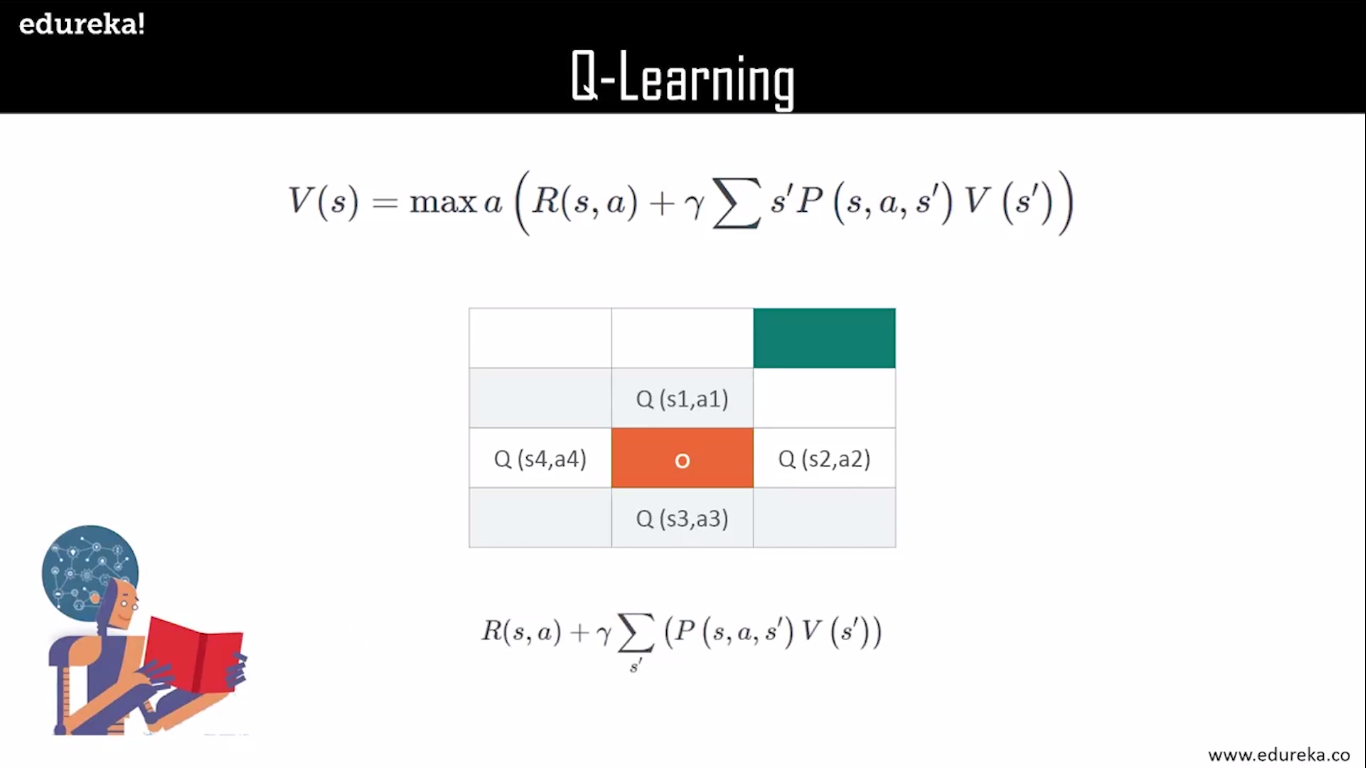 edureka!
Q-Learning
V(s) = max a (R(s, a) + γ ∑ s′P (s, a, s′) V (s′))
Q (s1,a1)
Q (s4,a4) O Q (s2,a2)
Q (s3,a3)
R(s, a) + γ ∑s′ (P (s, a, s′) V (s′))
www.edureka.co